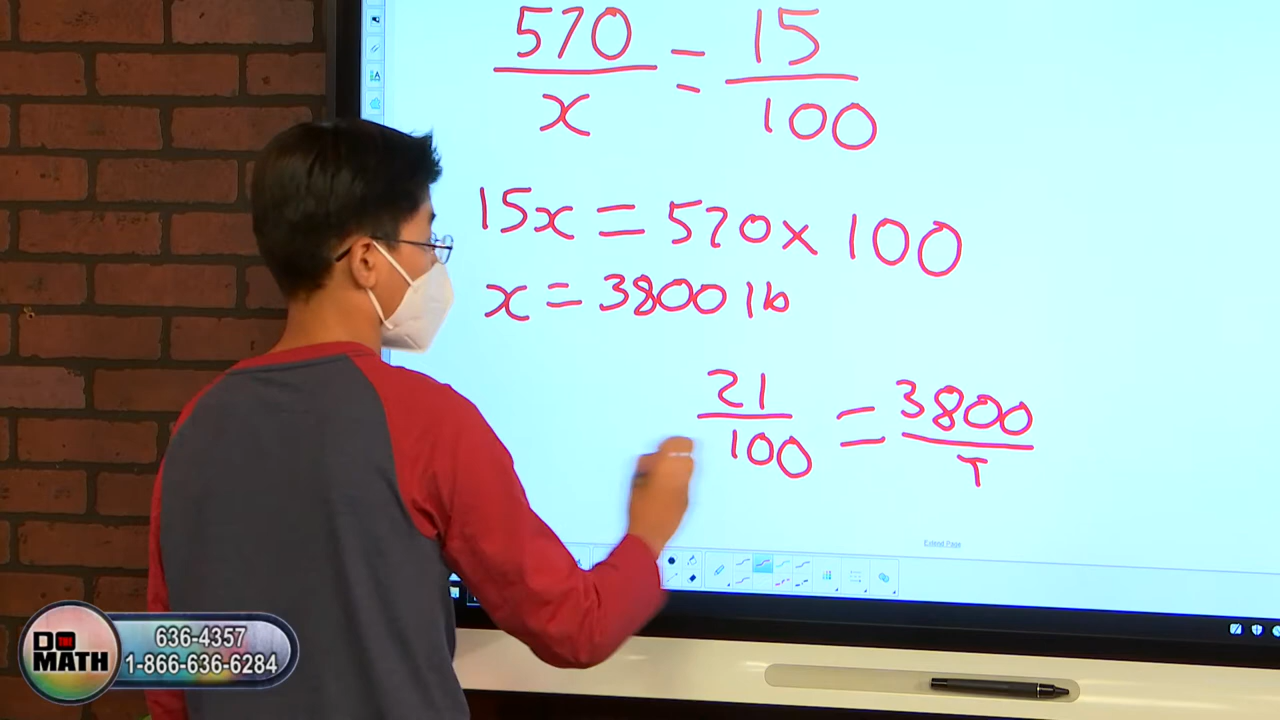 570/x = 15/100
15x = 570 x 100
x = 3800 lb
21/100 = 3800/T
Extend Page
DO THE MATH
636-4357
1-866-636-6284